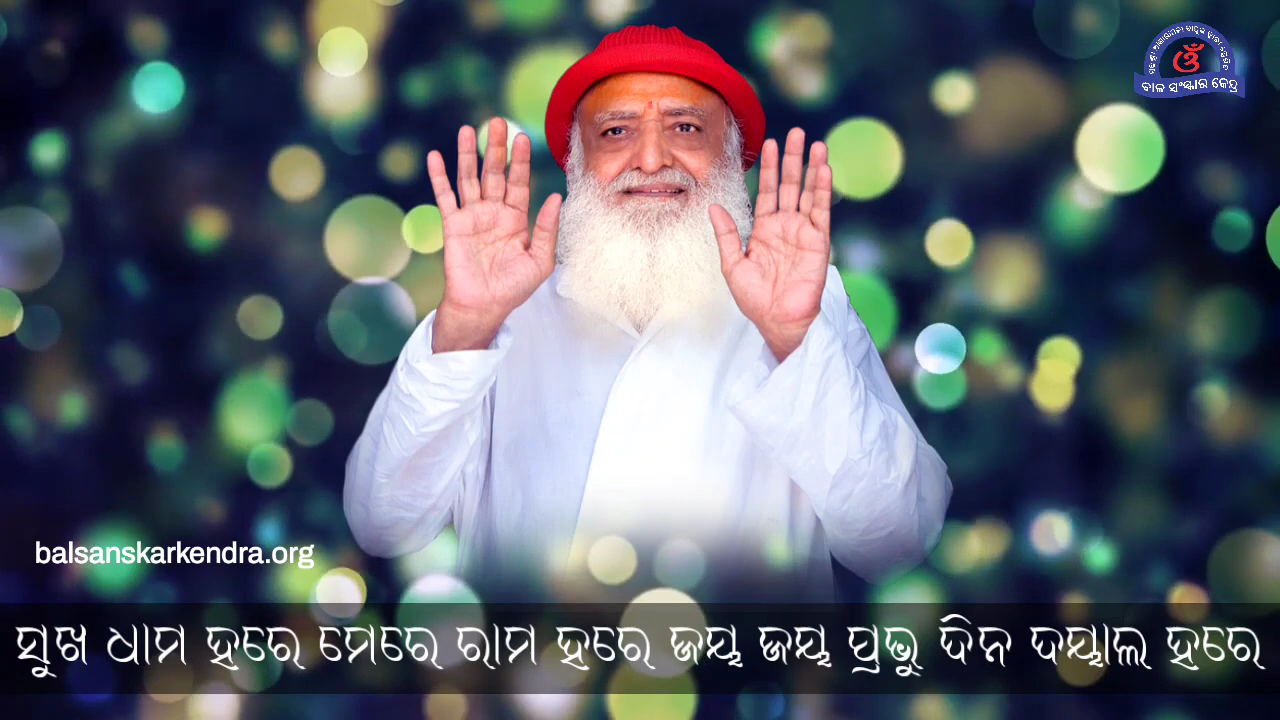 ବାଳ ସଂସ୍କାର କେନ୍ଦ୍ର
balsanskarkendra.org
ସୁଖ ଧାମ ହରେ ମେରେ ରାମ ହରେ ଜୟ ଜୟ ପ୍ରଭୁ ଦିନ ଦୟାଲ ହରେ